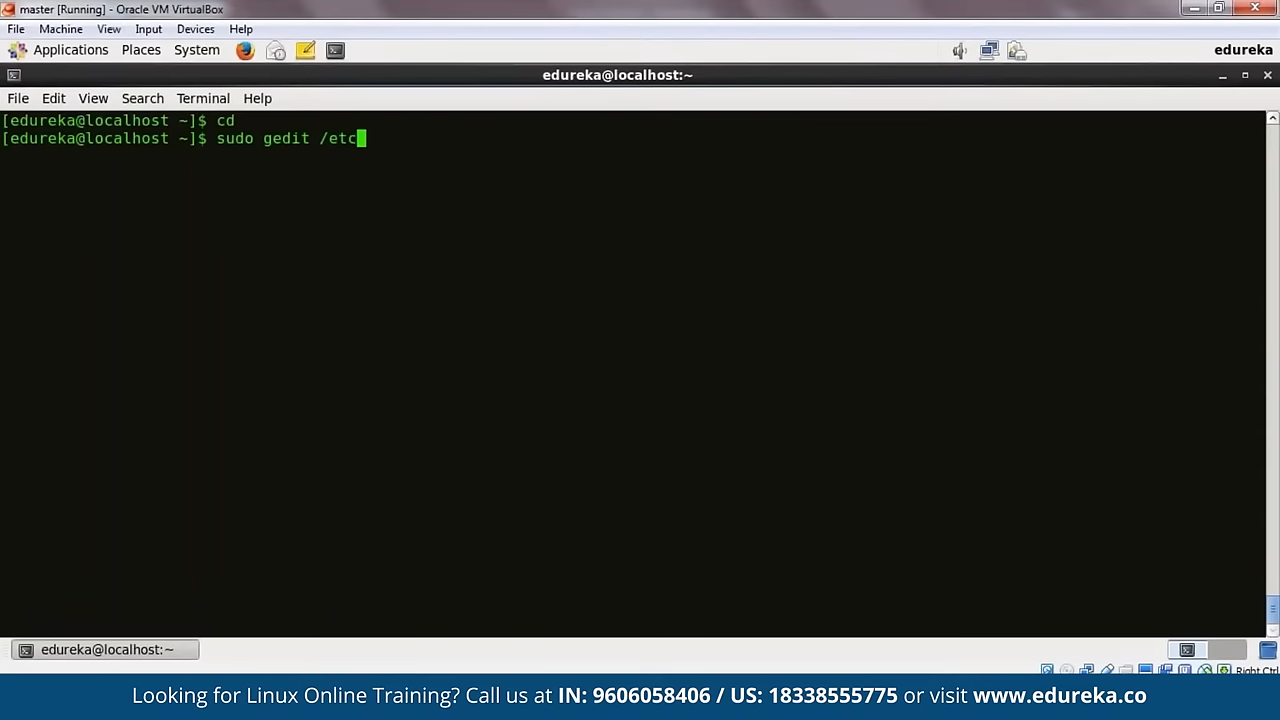 master [Running] - Oracle VM VirtualBox
File Machine View Input Devices Help
Applications Places System edureka
edureka@localhost:~
File Edit View Search Terminal Help
[edureka@localhost ~]$ cd
[edureka@localhost ~]$ sudo gedit /etc
edureka@localhost:~
Right Ctrl
Looking for Linux Online Training? Call us at IN: 9606058406 / US: 18338555775 or visit www.edureka.co